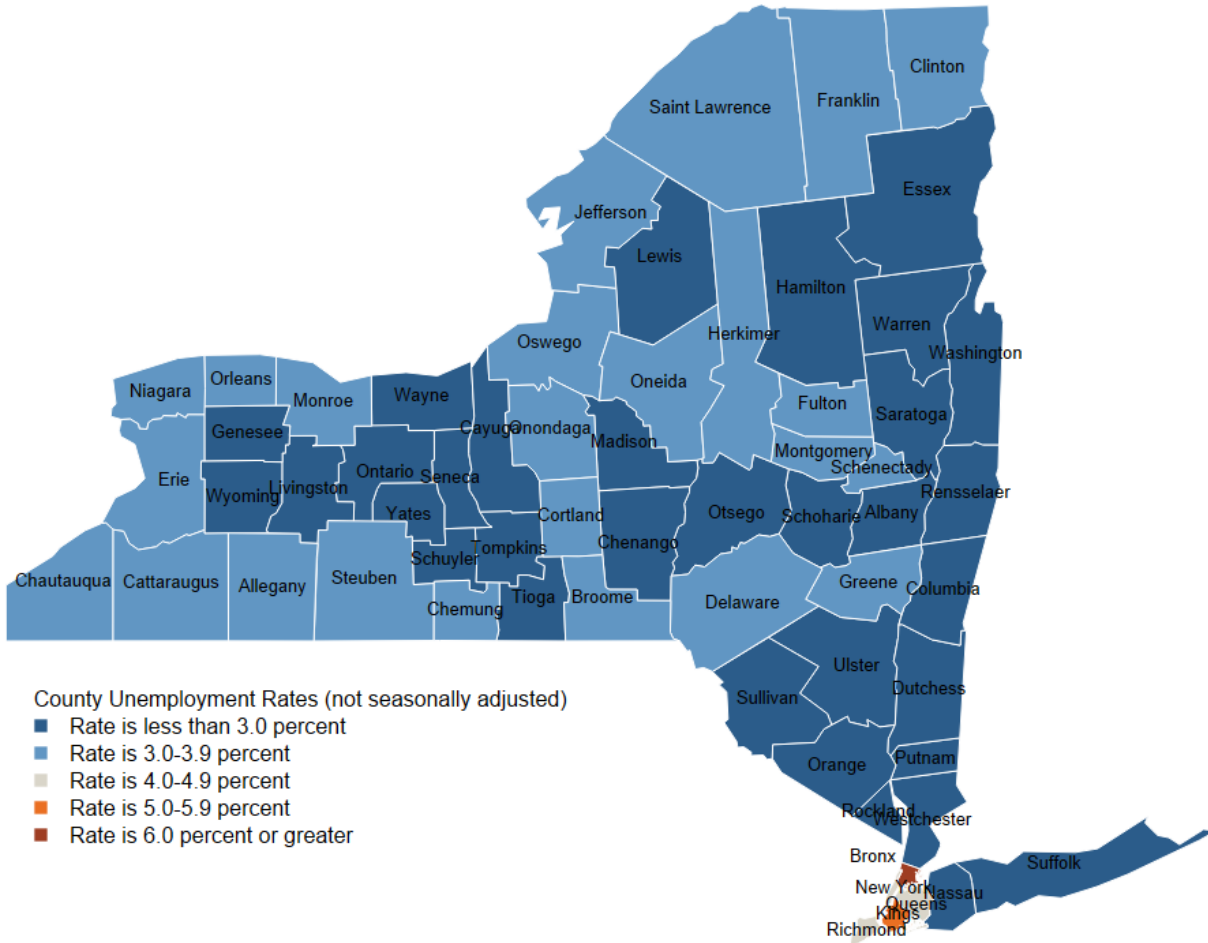 Clinton
Saint Lawrence
Franklin
Essex
Jefferson
Lewis
Hamilton
Warren
Herkimer
Oswego
Washington
Orleans
Oneida
Niagara
Monroe
Wayne
Fulton
Saratoga
Cayuga
Onondaga
Genesee
Madison
Montgomery
Schenectady
Ontario
Seneca
Erie
Livingston
Wyoming
Rensselaer
Yates
Cortland
Otsego
Schoharie
Albany
Chenango
Tompkins
Schuyler
Steuben
Chautauqua
Cattaraugus
Allegany
Greene
Columbia
Tioga
Broome
Delaware
Chemung
Ulster
Dutchess
Sullivan
County Unemployment Rates (not seasonally adjusted)
Rate is less than 3.0 percent
Rate is 3.0-3.9 percent
Rate is 4.0-4.9 percent
Rate is 5.0-5.9 percent
Rate is 6.0 percent or greater
Putnam
Orange
Rockland
Westchester
Bronx
Suffolk
New York
Nassau
Queens
Kings
Richmond